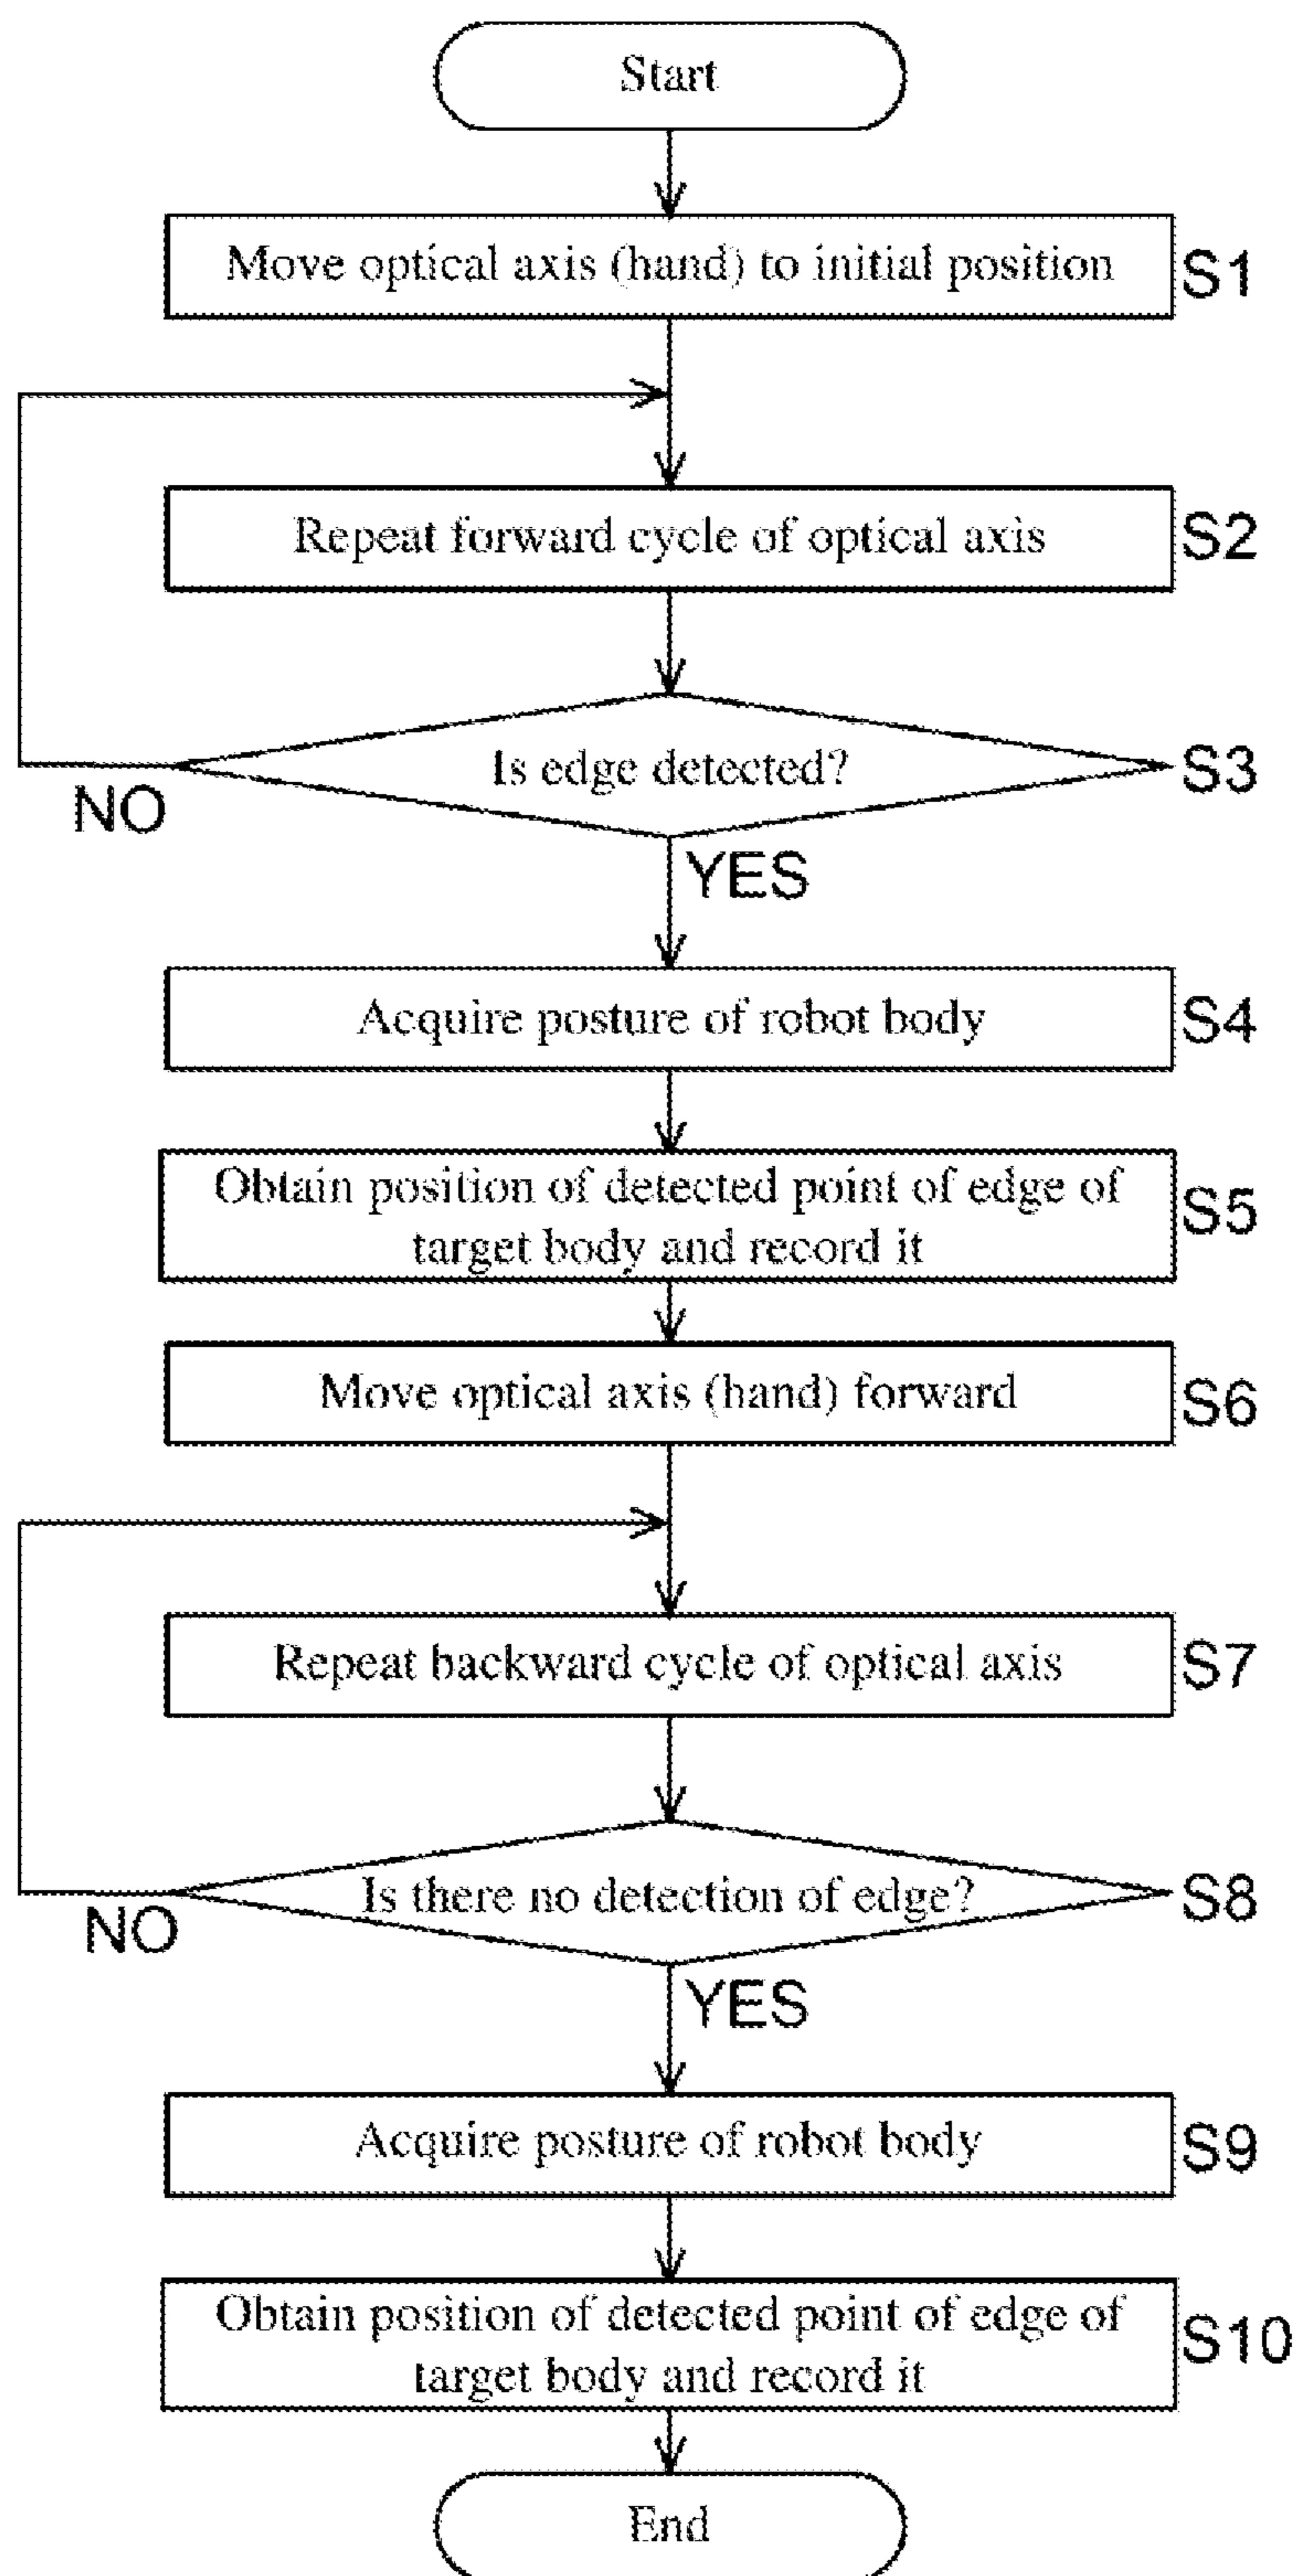 Start
Move optical axis (hand) to initial position
S1
Repeat forward cycle of optical axis
S2
Is edge detected?
S3
NO
YES
Acquire posture of robot body
S4
Obtain position of detected point of edge of
target body and record it
S5
Move optical axis (hand) forward
S6
Repeat backward cycle of optical axis
S7
Is there no detection of edge?
S8
NO
YES
Acquire posture of robot body
S9
Obtain position of detected point of edge of
target body and record it
S10
End